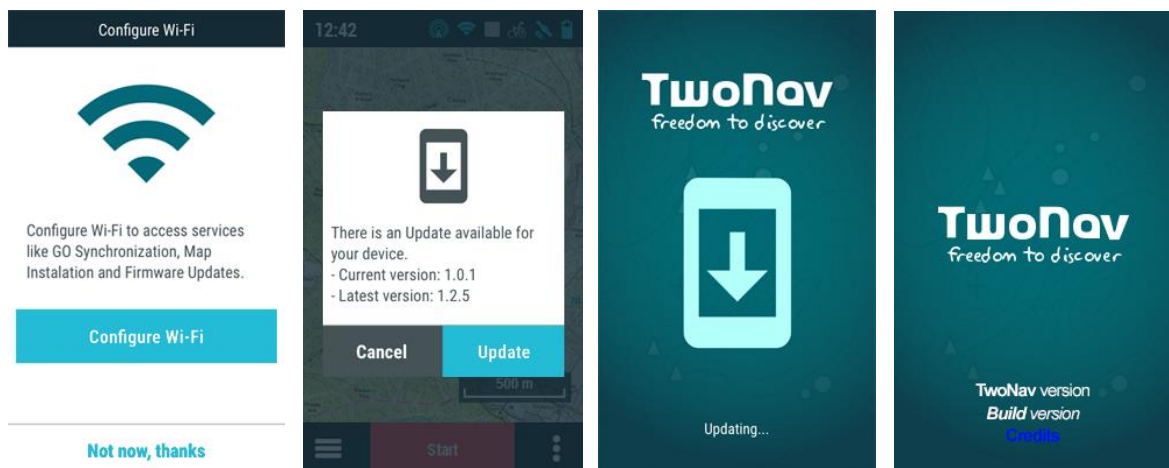 Configure Wi-Fi
Configure Wi-Fi to access services
like GO Synchronization, Map
Instalation and Firmware Updates.
Configure Wi-Fi
Not now, thanks
12:42
There is an Update available for
your device.
- Current version: 1.0.1
- Latest version: 1.2.5
Cancel
Update
500 m
Start
TwoNav
freedom to discover
Updating...
TwoNav
freedom to discover
TwoNav version
Build version
Credits